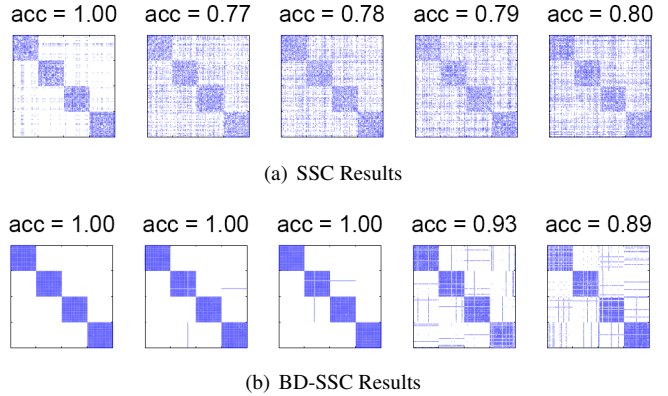 acc = 1.00 acc = 0.77 acc = 0.78 acc = 0.79 acc = 0.80
(a) SSC Results
acc = 1.00 acc = 1.00 acc = 1.00 acc = 0.93 acc = 0.89
(b) BD-SSC Results